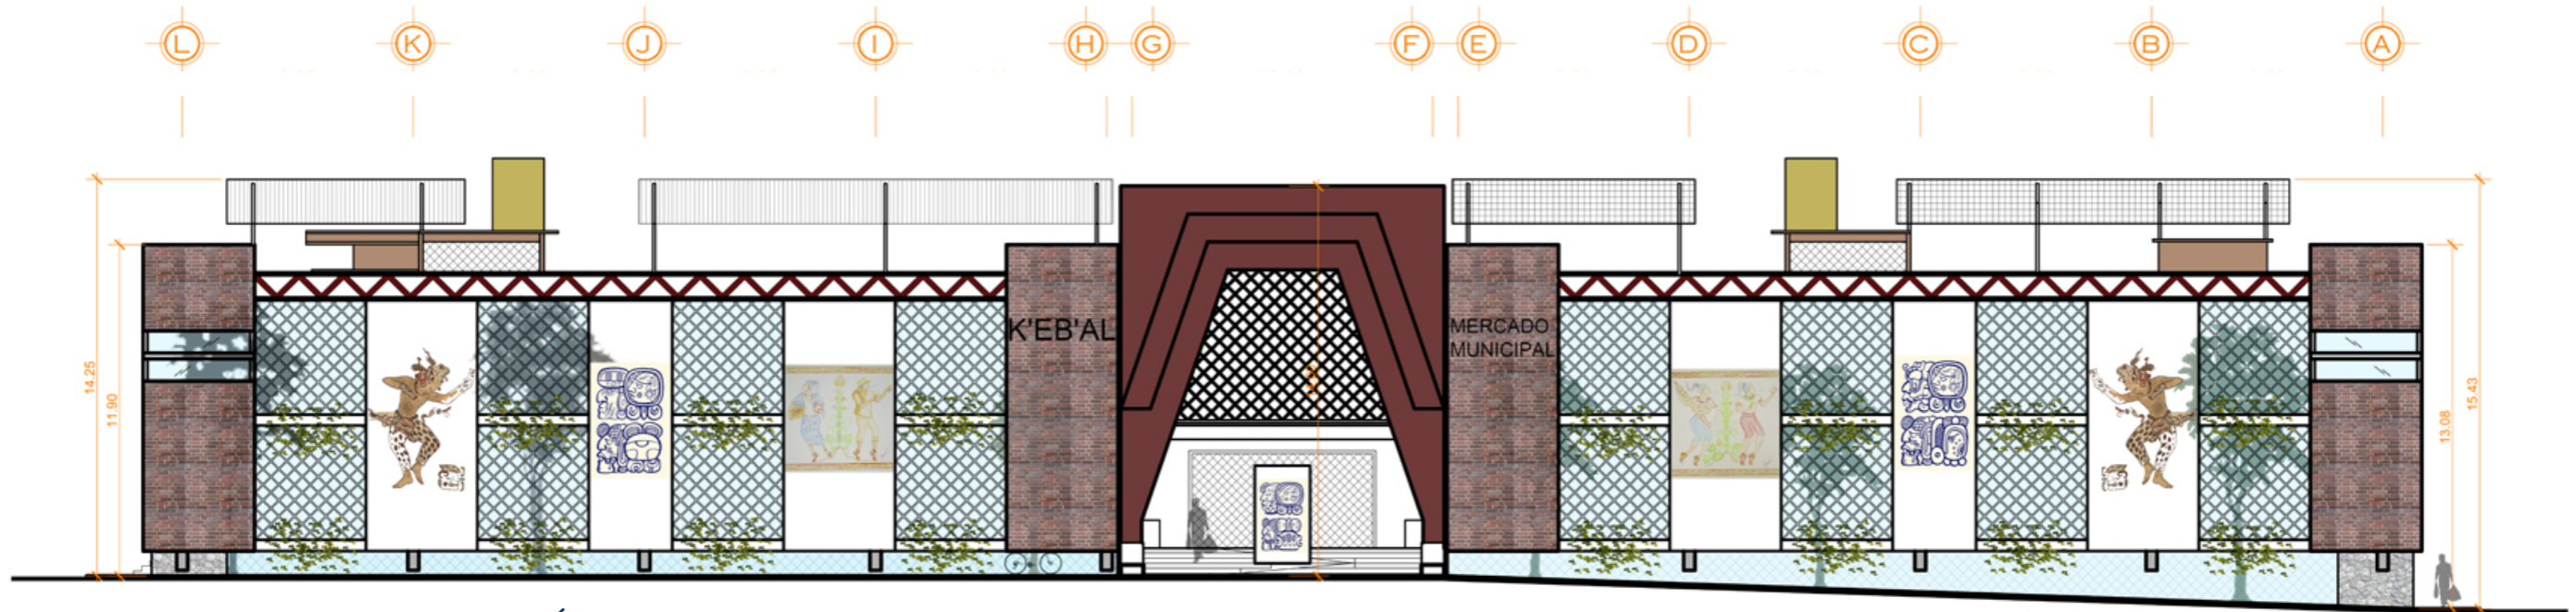 L K J I H G F E D C B A
14.25
11.90
K'EB'AL
MERCADO
MUNICIPAL
13.08
15.43